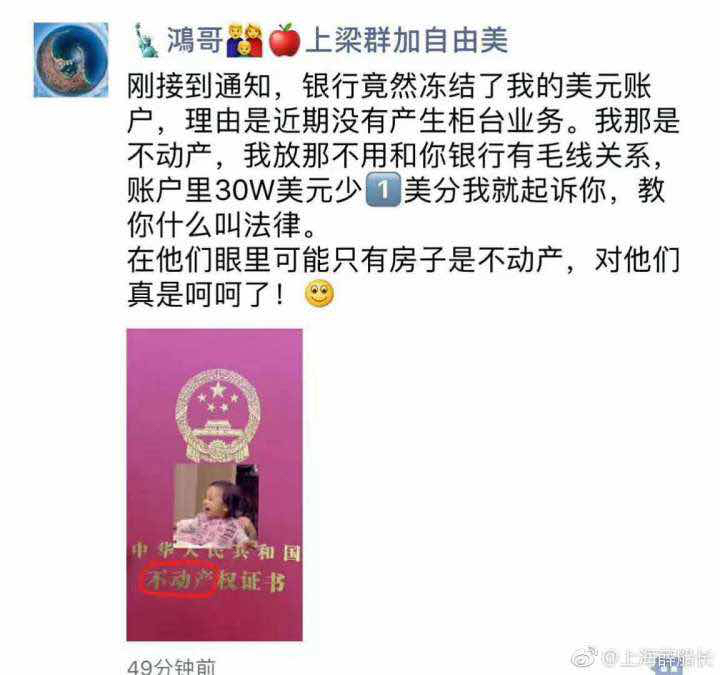 🗽鴻哥👨‍👩‍👦🍎上梁群加自由美
刚接到通知，银行竟然冻结了我的美元账
户，理由是近期没有产生柜台业务。我那是
不动产，我放那不用和你银行有毛线关系，
账户里30W美元少1️⃣美分我就起诉你，教
你什么叫法律。
在他们眼里可能只有房子是不动产，对他们
真是呵呵了！🙂
中华人民共和国
不动产权证书
49分钟前
@上海薛船长